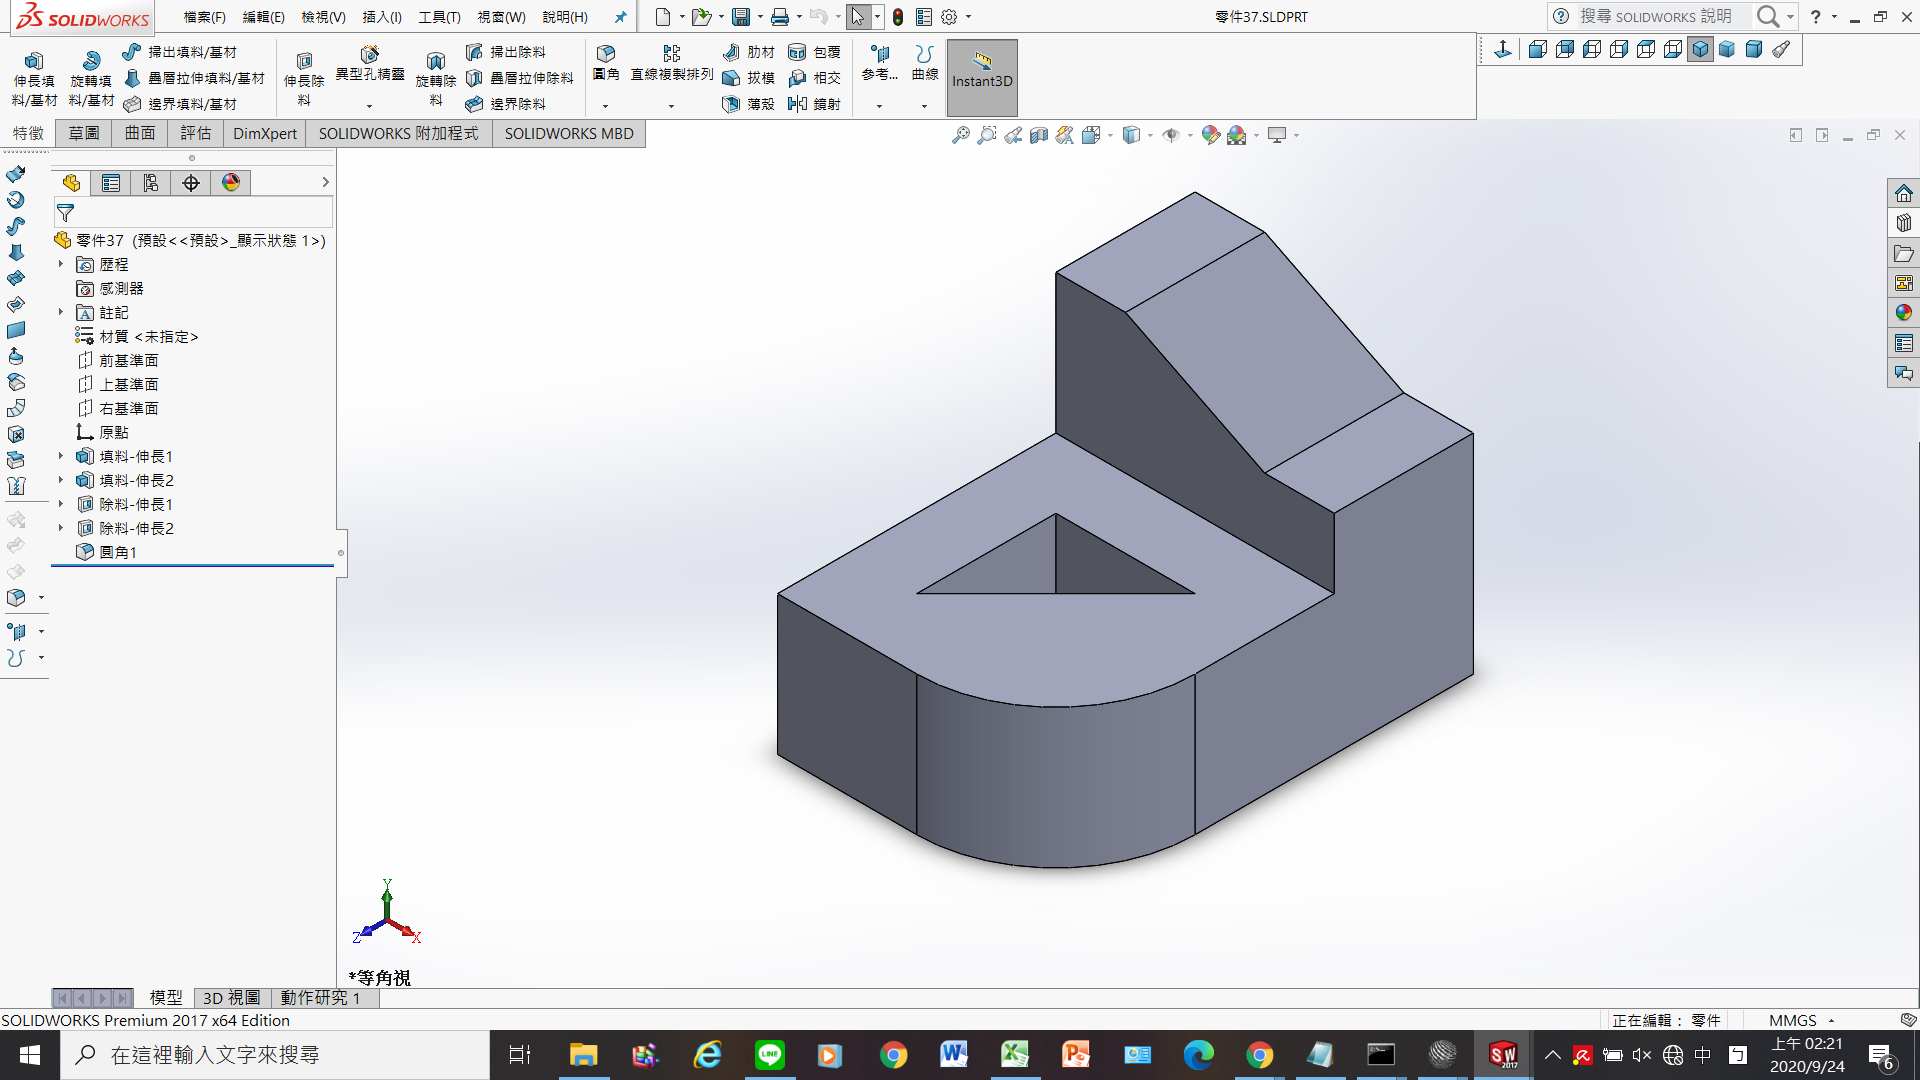 SOLIDWORKS
檔案(F) 編輯(E) 檢視(V) 插入(I) 工具(T) 視窗(W) 說明(H)
零件37.SLDPRT
搜尋 SOLIDWORKS 說明
伸長填料/基材
旋轉填料/基材
掃出填料/基材
疊層拉伸填料/基材
邊界填料/基材
伸長除料
異型孔精靈
旋轉除料
掃出除料
疊層拉伸除料
邊界除料
圓角
直線複製排列
肋材
拔模
薄殼
包覆
相交
鏡射
參考...
曲線
Instant3D
特徵 草圖 曲面 評估 DimXpert SOLIDWORKS 附加程式 SOLIDWORKS MBD
零件37 (預設<<預設>_顯示狀態 1>)
歷程
感測器
註記
材質 <未指定>
前基準面
上基準面
右基準面
原點
填料-伸長1
填料-伸長2
除料-伸長1
除料-伸長2
圓角1
Y
Z
X
*等角視
模型 3D 視圖 動作研究 1
SOLIDWORKS Premium 2017 x64 Edition
正在編輯： 零件
MMGS
在這裡輸入文字來搜尋
中
上午 02:21
2020/9/24
6